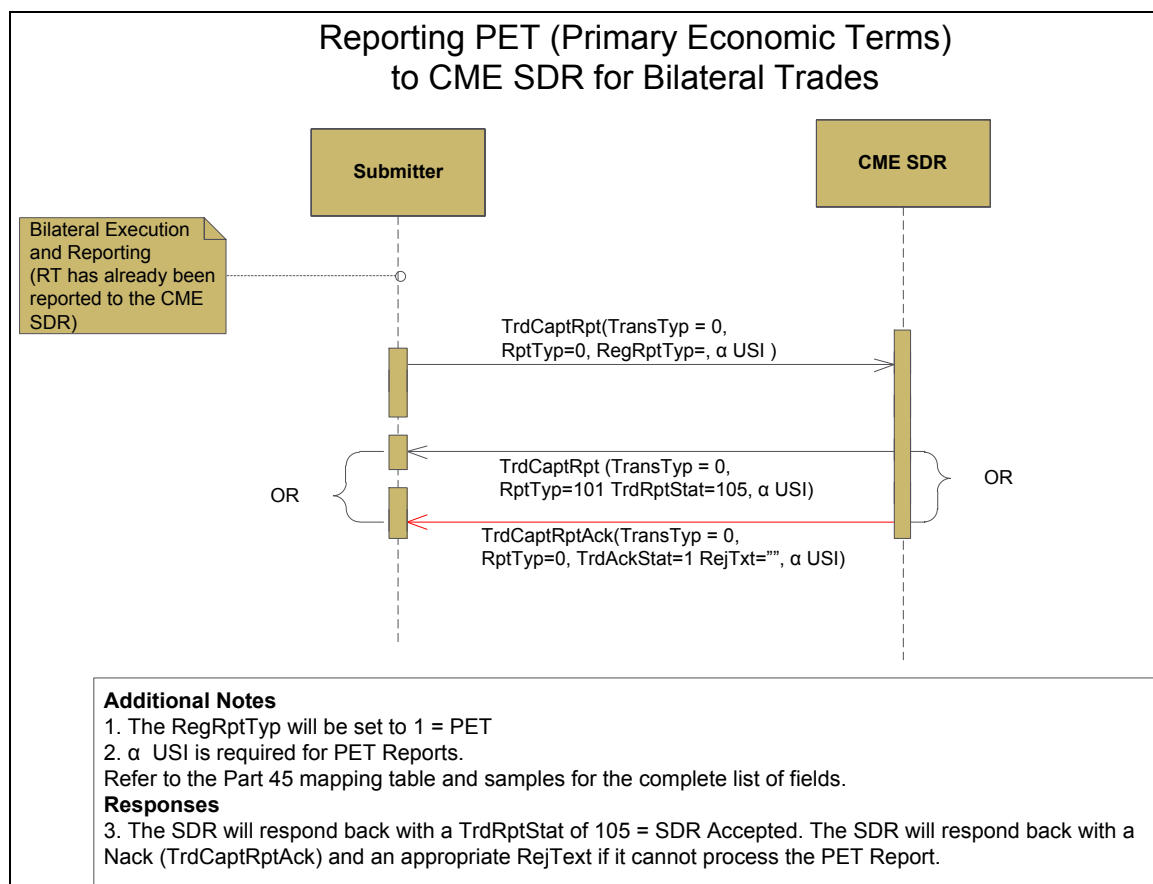 Reporting PET (Primary Economic Terms)
to CME SDR for Bilateral Trades
Submitter
CME SDR
Bilateral Execution
and Reporting
(RT has already been
reported to the CME
SDR)
TrdCaptRpt(TransTyp = 0,
RptTyp=0, RegRptTyp=, α USI )
TrdCaptRpt (TransTyp = 0,
RptTyp=101 TrdRptStat=105, α USI)
OR
OR
TrdCaptRptAck(TransTyp = 0,
RptTyp=0, TrdAckStat=1 RejTxt=””, α USI)
Additional Notes
1. The RegRptTyp will be set to 1 = PET
2. α  USI is required for PET Reports.
Refer to the Part 45 mapping table and samples for the complete list of fields.
Responses
3. The SDR will respond back with a TrdRptStat of 105 = SDR Accepted. The SDR will respond back with a
Nack (TrdCaptRptAck) and an appropriate RejText if it cannot process the PET Report.